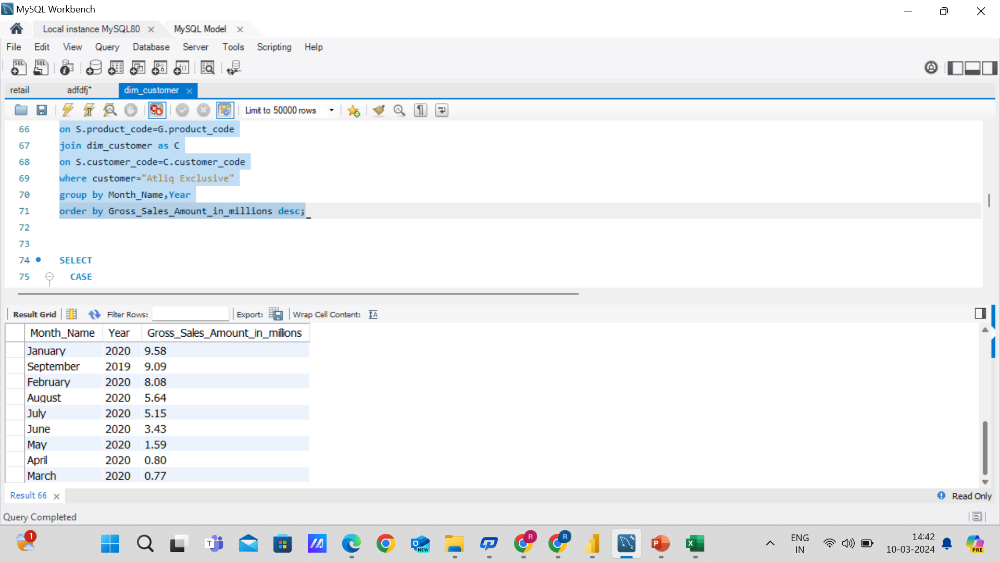 MySQL Workbench
Local instance MySQL80
MySQL Model
File Edit View Query Database Server Tools Scripting Help
retail adfdfj* dim_customer
Limit to 50000 rows
66 on S.product_code=G.product_code
67 join dim_customer as C
68 on S.customer_code=C.customer_code
69 where customer="Atliq Exclusive"
70 group by Month_Name,Year
71 order by Gross_Sales_Amount_in_millions desc;
72
73
74 SELECT
75 CASE
Result Grid Filter Rows: Export: Wrap Cell Content:
Month_Name Year Gross_Sales_Amount_in_millions
January 2020 9.58
September 2019 9.09
February 2020 8.08
August 2020 5.64
July 2020 5.15
June 2020 3.43
May 2020 1.59
April 2020 0.80
March 2020 0.77
Result 66 Read Only
Query Completed
1
ENG
IN
14:42
10-03-2024
PRE